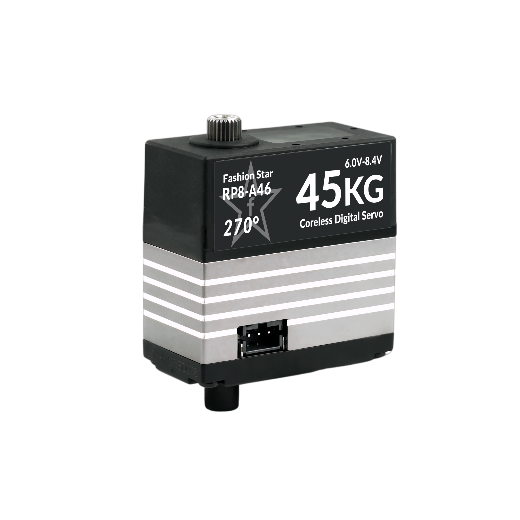 Fashion Star
RP8-A46
270°
f
6.0V-8.4V
45KG
Coreless Digital Servo